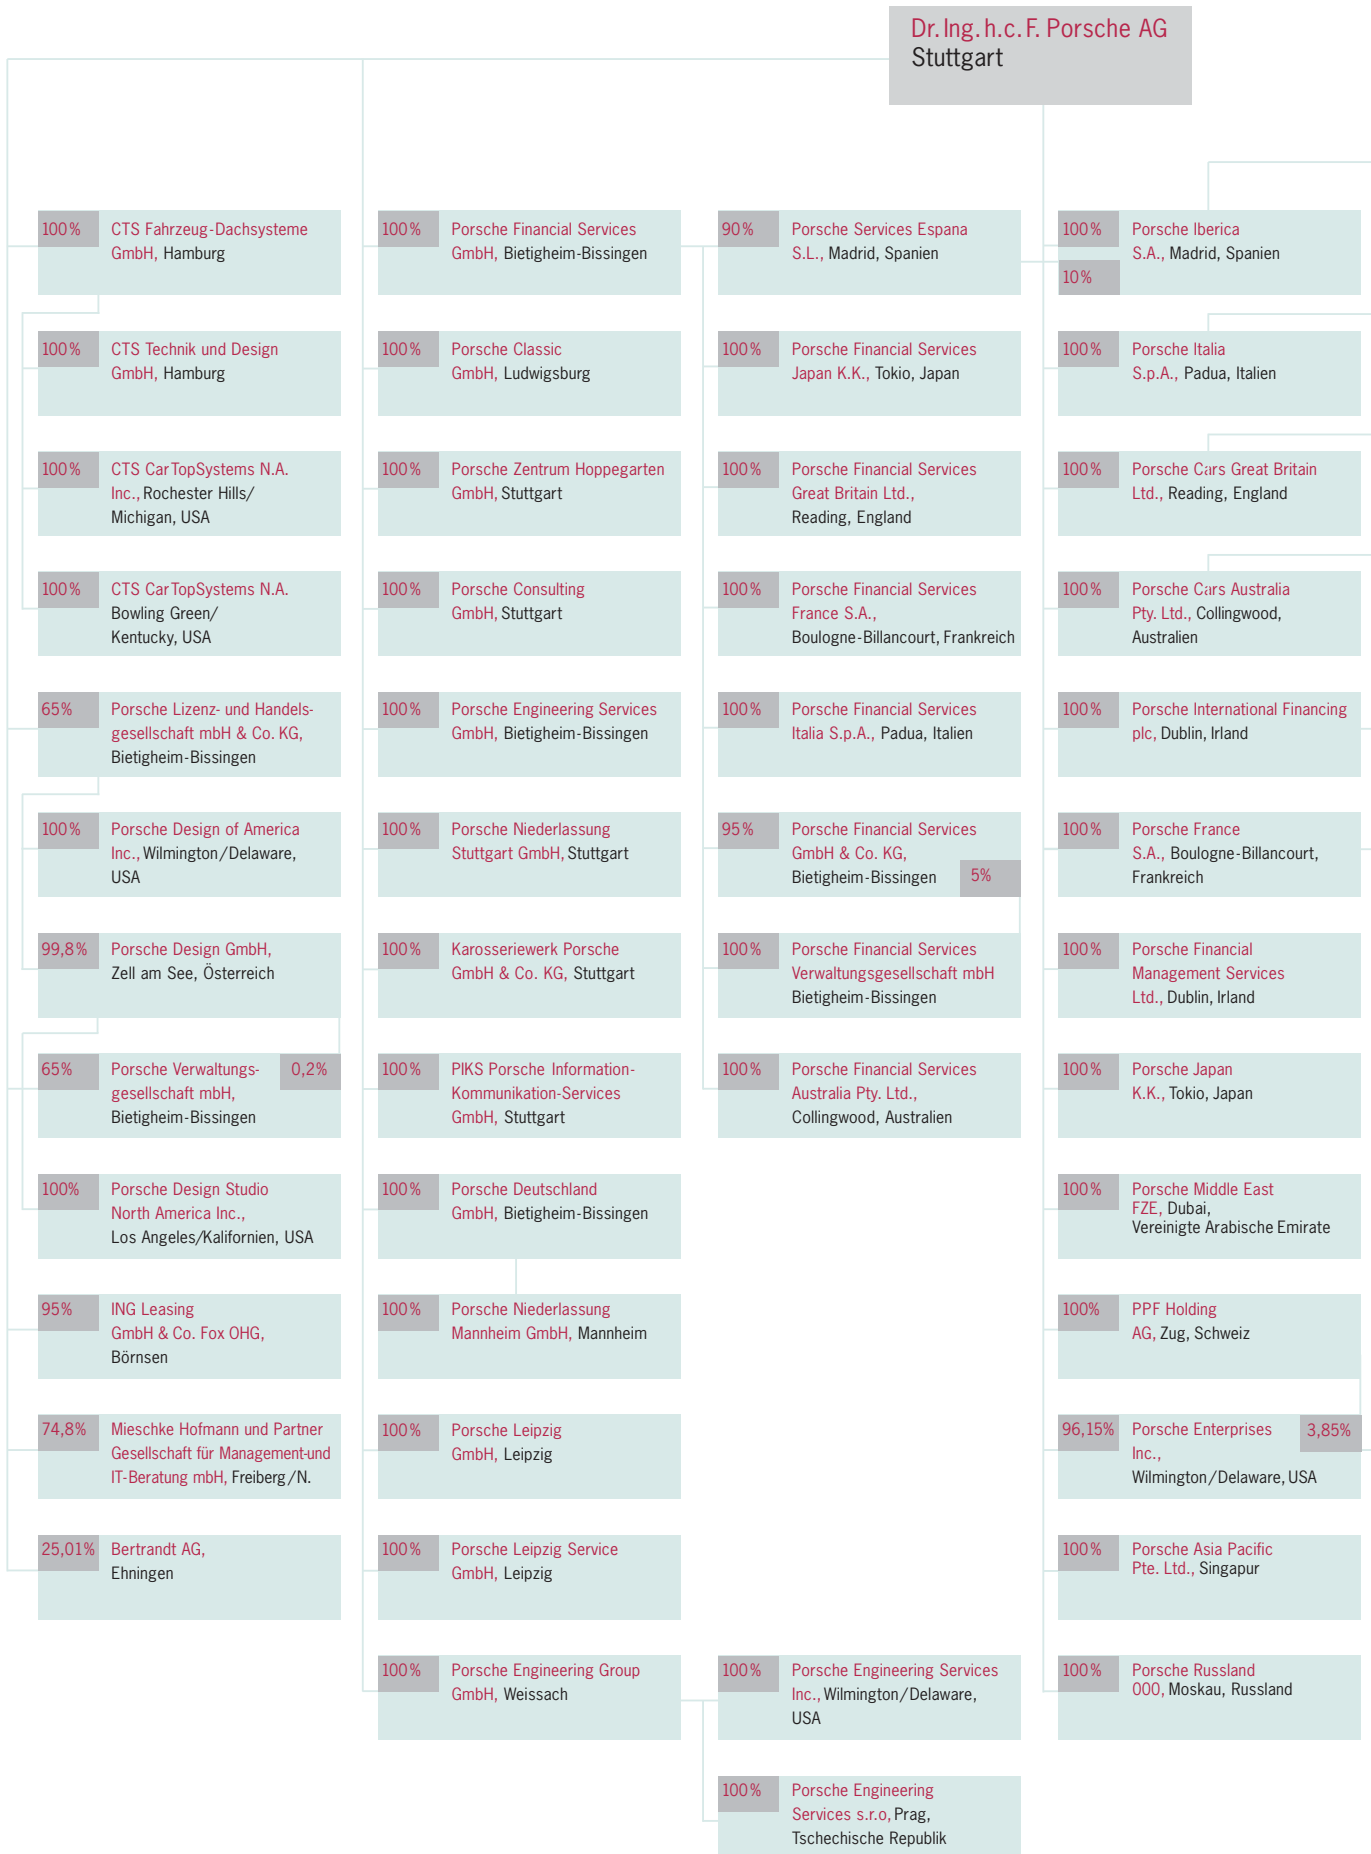 Dr. Ing. h.c. F. Porsche AG
Stuttgart
100% CTS Fahrzeug-Dachsysteme
GmbH, Hamburg
100% CTS Technik und Design
GmbH, Hamburg
100% CTS CarTopSystems N.A.
Inc., Rochester Hills/
Michigan, USA
100% CTS CarTopSystems N.A.
Bowling Green/
Kentucky, USA
65% Porsche Lizenz- und Handels-
gesellschaft mbH & Co. KG,
Bietigheim-Bissingen
100% Porsche Design of America
Inc., Wilmington/Delaware,
USA
99,8% Porsche Design GmbH,
Zell am See, Österreich
65% Porsche Verwaltungs- 0,2%
gesellschaft mbH,
Bietigheim-Bissingen
100% Porsche Design Studio
North America Inc.,
Los Angeles/Kalifornien, USA
95% ING Leasing
GmbH & Co. Fox OHG,
Börnsen
74,8% Mieschke Hofmann und Partner
Gesellschaft für Management-und
IT-Beratung mbH, Freiberg/N.
25,01% Bertrandt AG,
Ehningen
100% Porsche Financial Services
GmbH, Bietigheim-Bissingen
100% Porsche Classic
GmbH, Ludwigsburg
100% Porsche Zentrum Hoppegarten
GmbH, Stuttgart
100% Porsche Consulting
GmbH, Stuttgart
100% Porsche Engineering Services
GmbH, Bietigheim-Bissingen
100% Porsche Niederlassung
Stuttgart GmbH, Stuttgart
100% Karosseriewerk Porsche
GmbH & Co. KG, Stuttgart
100% PIKS Porsche Information-
Kommunikation-Services
GmbH, Stuttgart
100% Porsche Deutschland
GmbH, Bietigheim-Bissingen
100% Porsche Niederlassung
Mannheim GmbH, Mannheim
100% Porsche Leipzig
GmbH, Leipzig
100% Porsche Leipzig Service
GmbH, Leipzig
100% Porsche Engineering Group
GmbH, Weissach
90% Porsche Services Espana
S.L., Madrid, Spanien
100% Porsche Financial Services
Japan K.K., Tokio, Japan
100% Porsche Financial Services
Great Britain Ltd.,
Reading, England
100% Porsche Financial Services
France S.A.,
Boulogne-Billancourt, Frankreich
100% Porsche Financial Services
Italia S.p.A., Padua, Italien
95% Porsche Financial Services
GmbH & Co. KG,
Bietigheim-Bissingen 5%
100% Porsche Financial Services
Verwaltungsgesellschaft mbH
Bietigheim-Bissingen
100% Porsche Financial Services
Australia Pty. Ltd.,
Collingwood, Australien
100% Porsche Engineering Services
Inc., Wilmington/Delaware,
USA
100% Porsche Engineering
Services s.r.o, Prag,
Tschechische Republik
100% Porsche Iberica
S.A., Madrid, Spanien
10%
100% Porsche Italia
S.p.A., Padua, Italien
100% Porsche Cars Great Britain
Ltd., Reading, England
100% Porsche Cars Australia
Pty. Ltd., Collingwood,
Australien
100% Porsche International Financing
plc, Dublin, Irland
100% Porsche France
S.A., Boulogne-Billancourt,
Frankreich
100% Porsche Financial
Management Services
Ltd., Dublin, Irland
100% Porsche Japan
K.K., Tokio, Japan
100% Porsche Middle East
FZE, Dubai,
Vereinigte Arabische Emirate
100% PPF Holding
AG, Zug, Schweiz
96,15% Porsche Enterprises 3,85%
Inc.,
Wilmington/Delaware, USA
100% Porsche Asia Pacific
Pte. Ltd., Singapur
100% Porsche Russland
OOO, Moskau, Russland